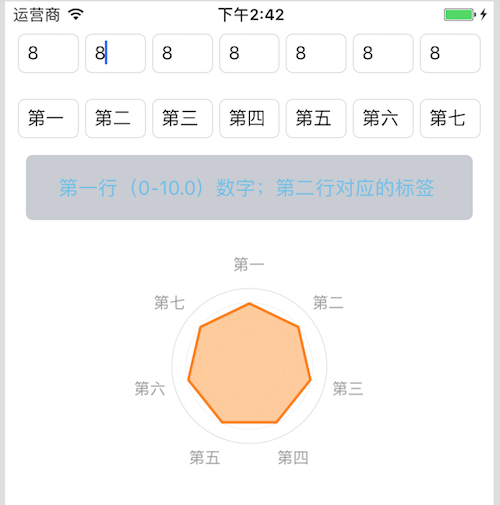 运营商 下午2:42
8 8 8 8 8 8 8
第一 第二 第三 第四 第五 第六 第七
第一行（0-10.0）数字；第二行对应的标签
第一
第七 第二
第六 第三
第五 第四